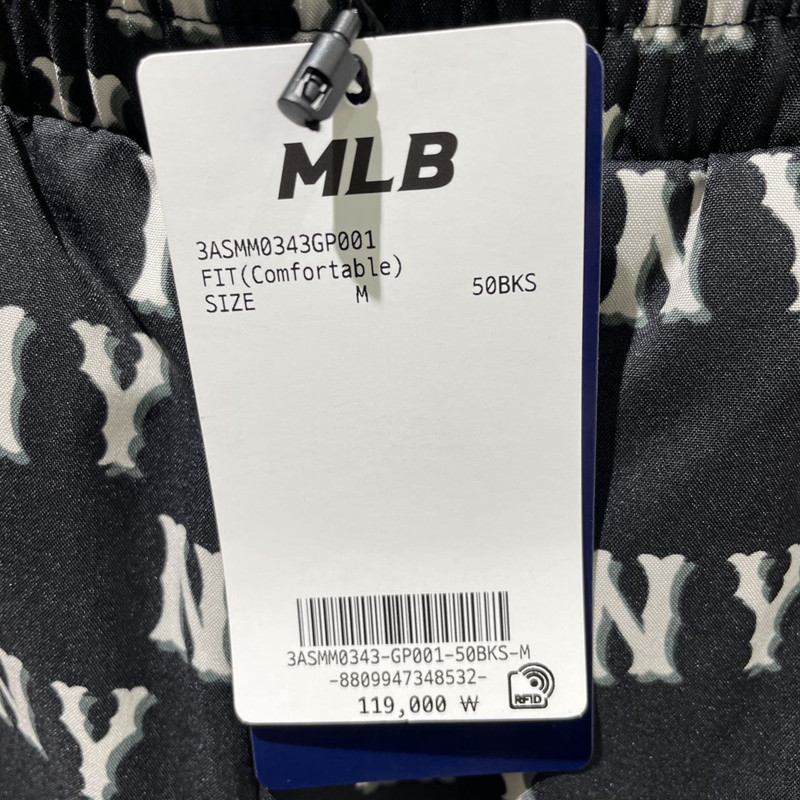 MLB
3ASMM0343GP001
FIT(Comfortable)
SIZE M 50BKS
3ASMM0343-GP001-50BKS-M
-8809947348532-
119,000 ₩
RFID
N
N
Y
N
N Y
Y